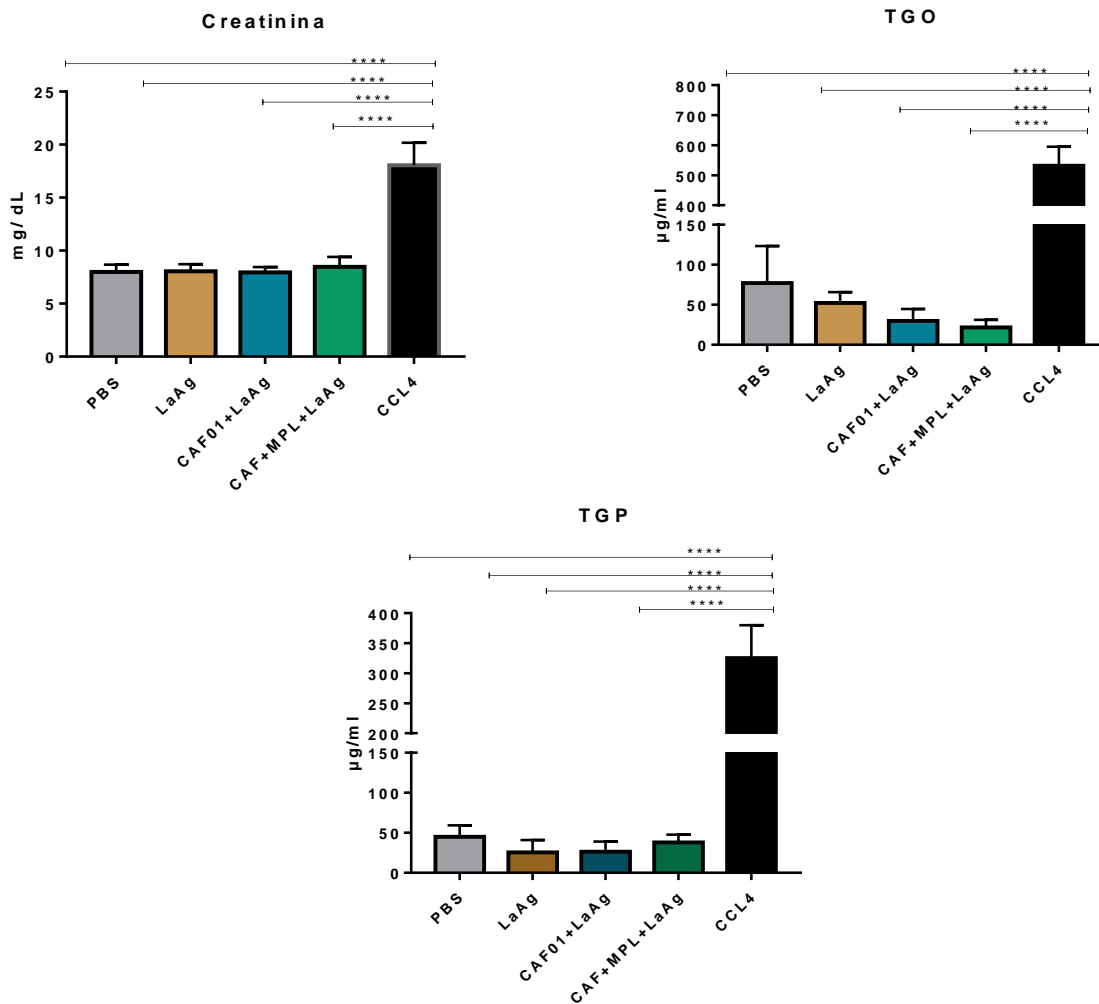 Creatinina
****
****
****
****
25
20
15
10
5
0
mg/dL
PBS
LaAg
CAF01+LaAg
CAF+MPL+LaAg
CCL4
TGO
****
****
****
****
800
700
600
500
400
150
100
50
0
µg/ml
PBS
LaAg
CAF01+LaAg
CAF+MPL+LaAg
CCL4
TGP
****
****
****
****
400
350
300
250
200
150
100
50
0
µg/ml
PBS
LaAg
CAF01+LaAg
CAF+MPL+LaAg
CCL4